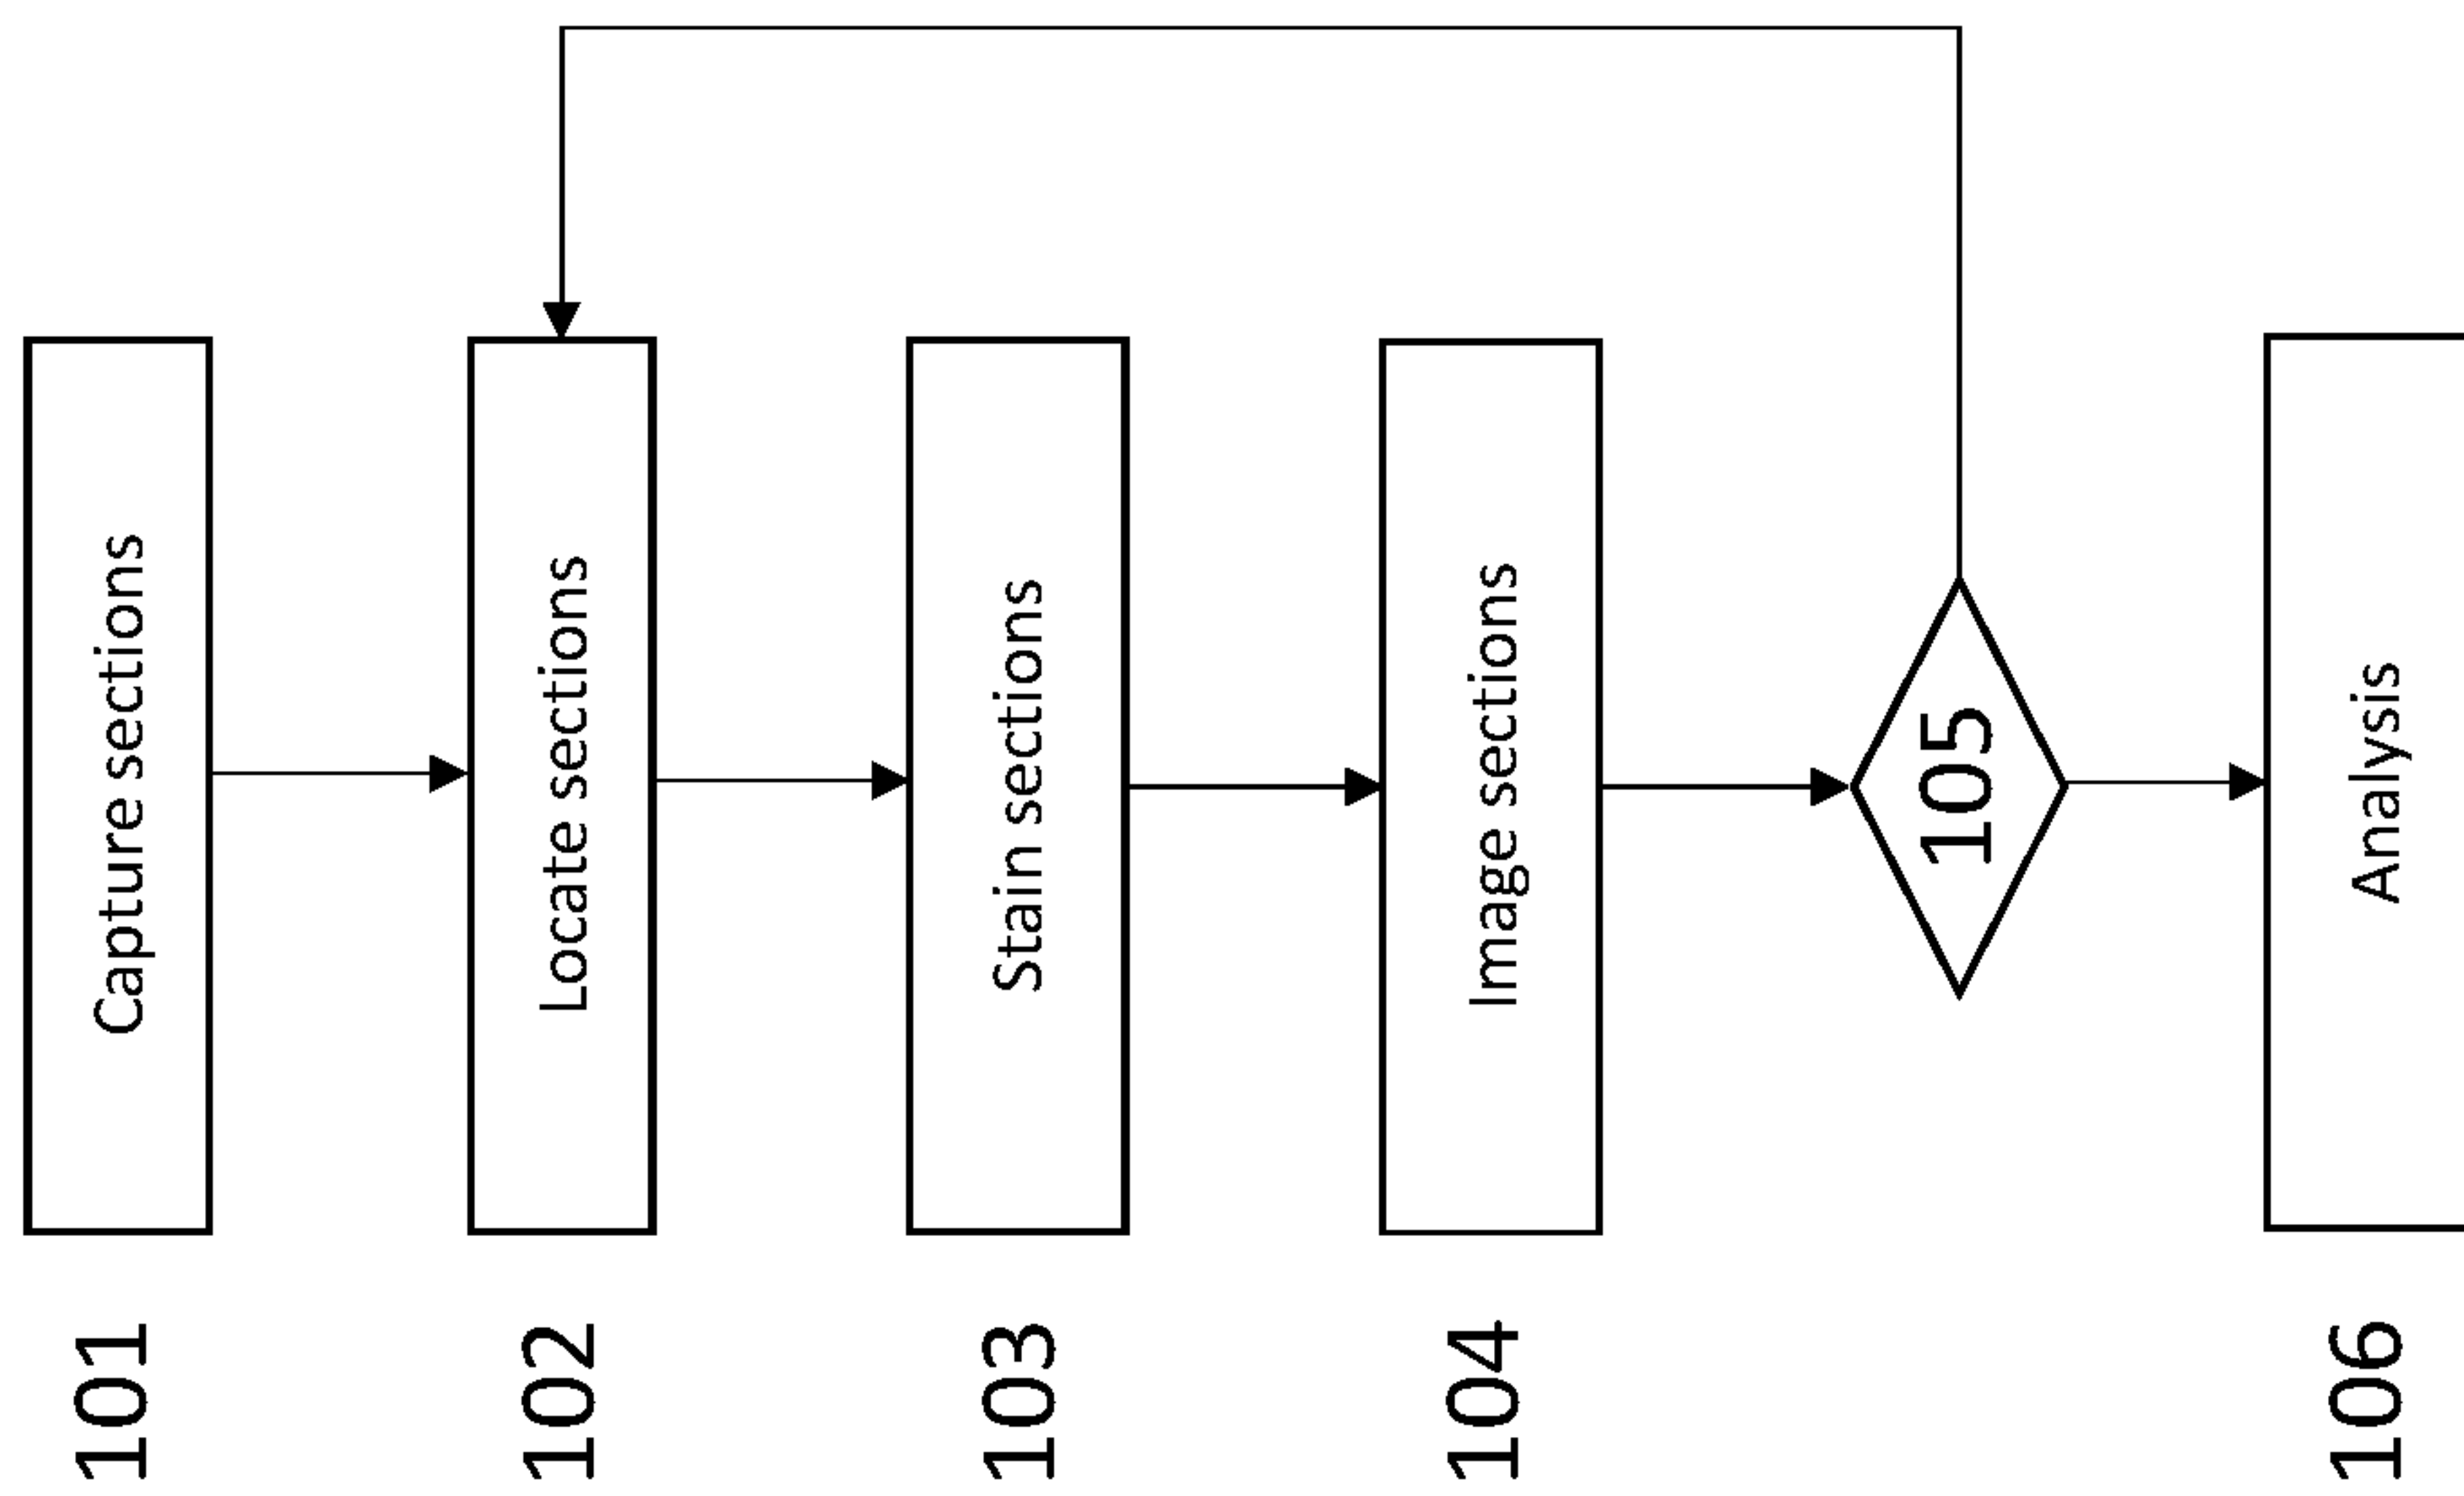 101 Capture sections
102 Locate sections
103 Stain sections
104 Image sections
105
106 Analysis